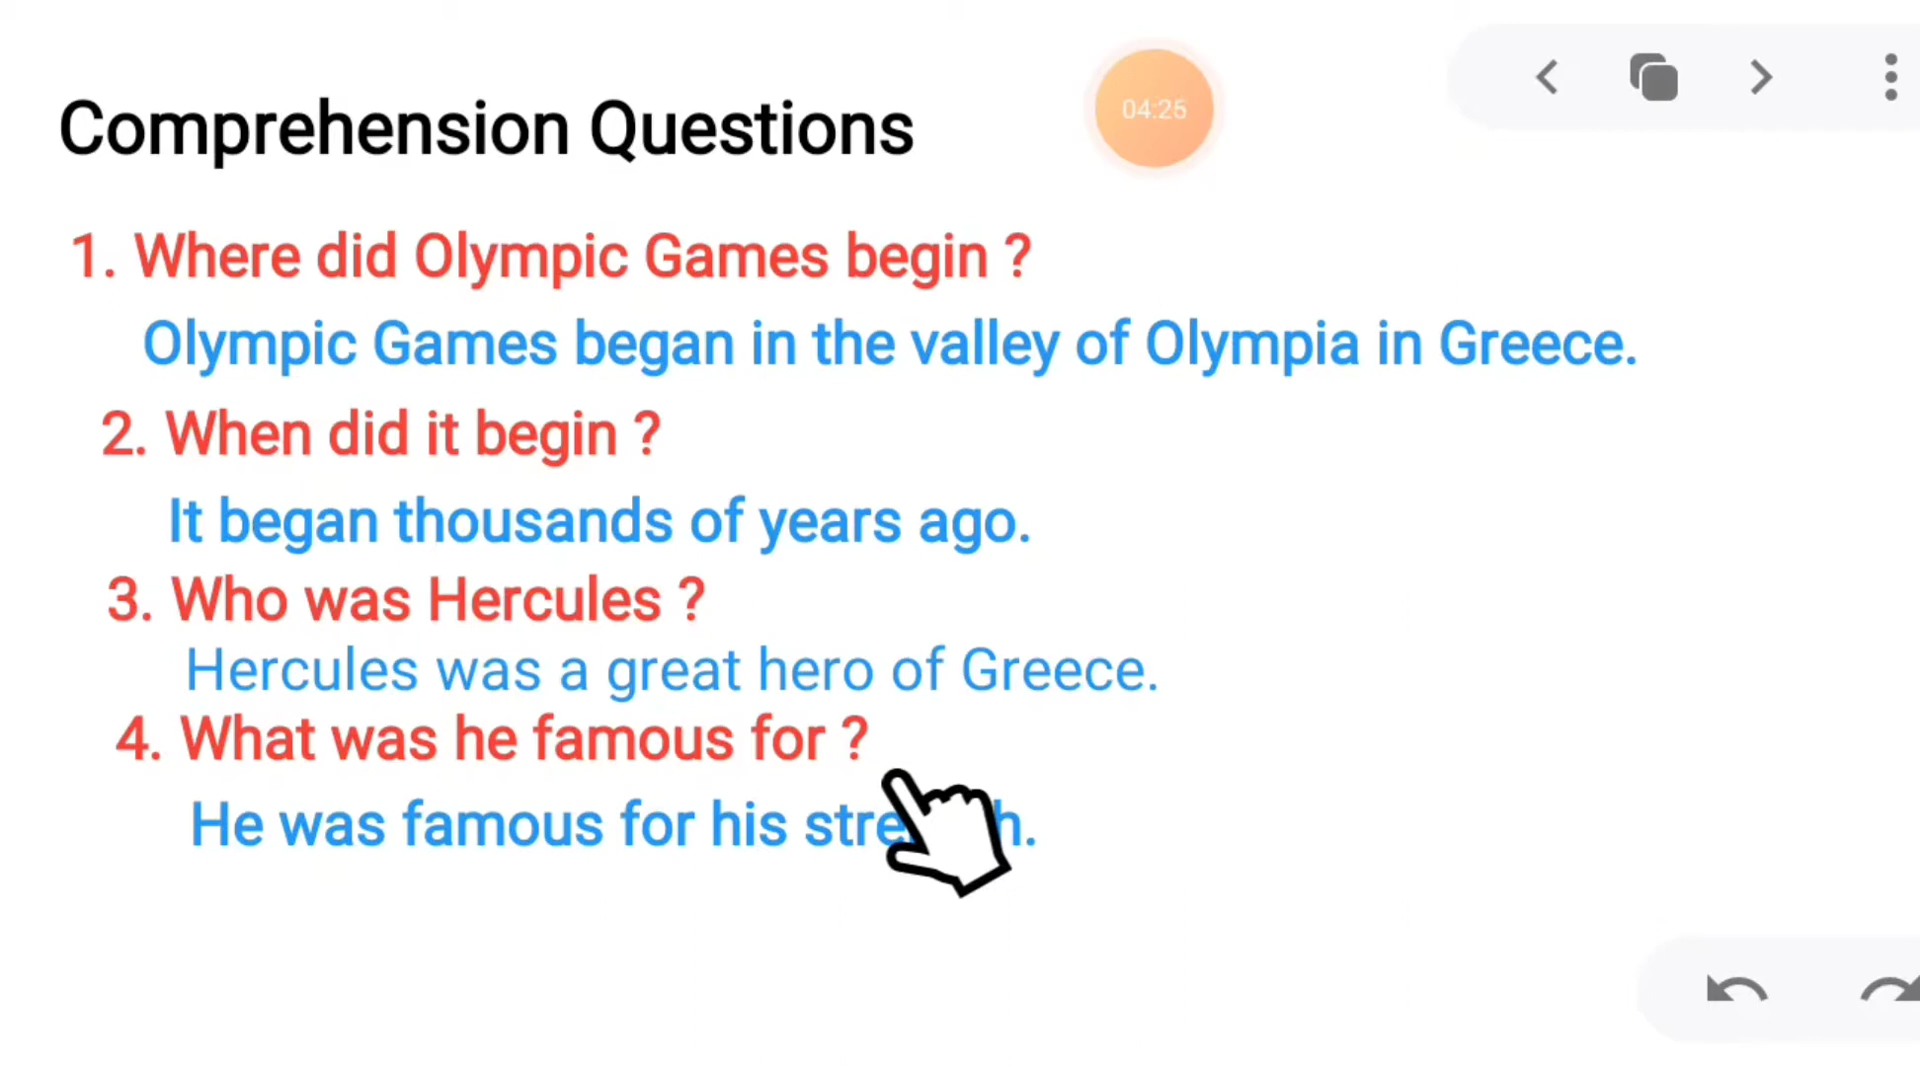 Comprehension Questions
04:25
1. Where did Olympic Games begin ?
Olympic Games began in the valley of Olympia in Greece.
2. When did it begin ?
It began thousands of years ago.
3. Who was Hercules ?
Hercules was a great hero of Greece.
4. What was he famous for ?
He was famous for his